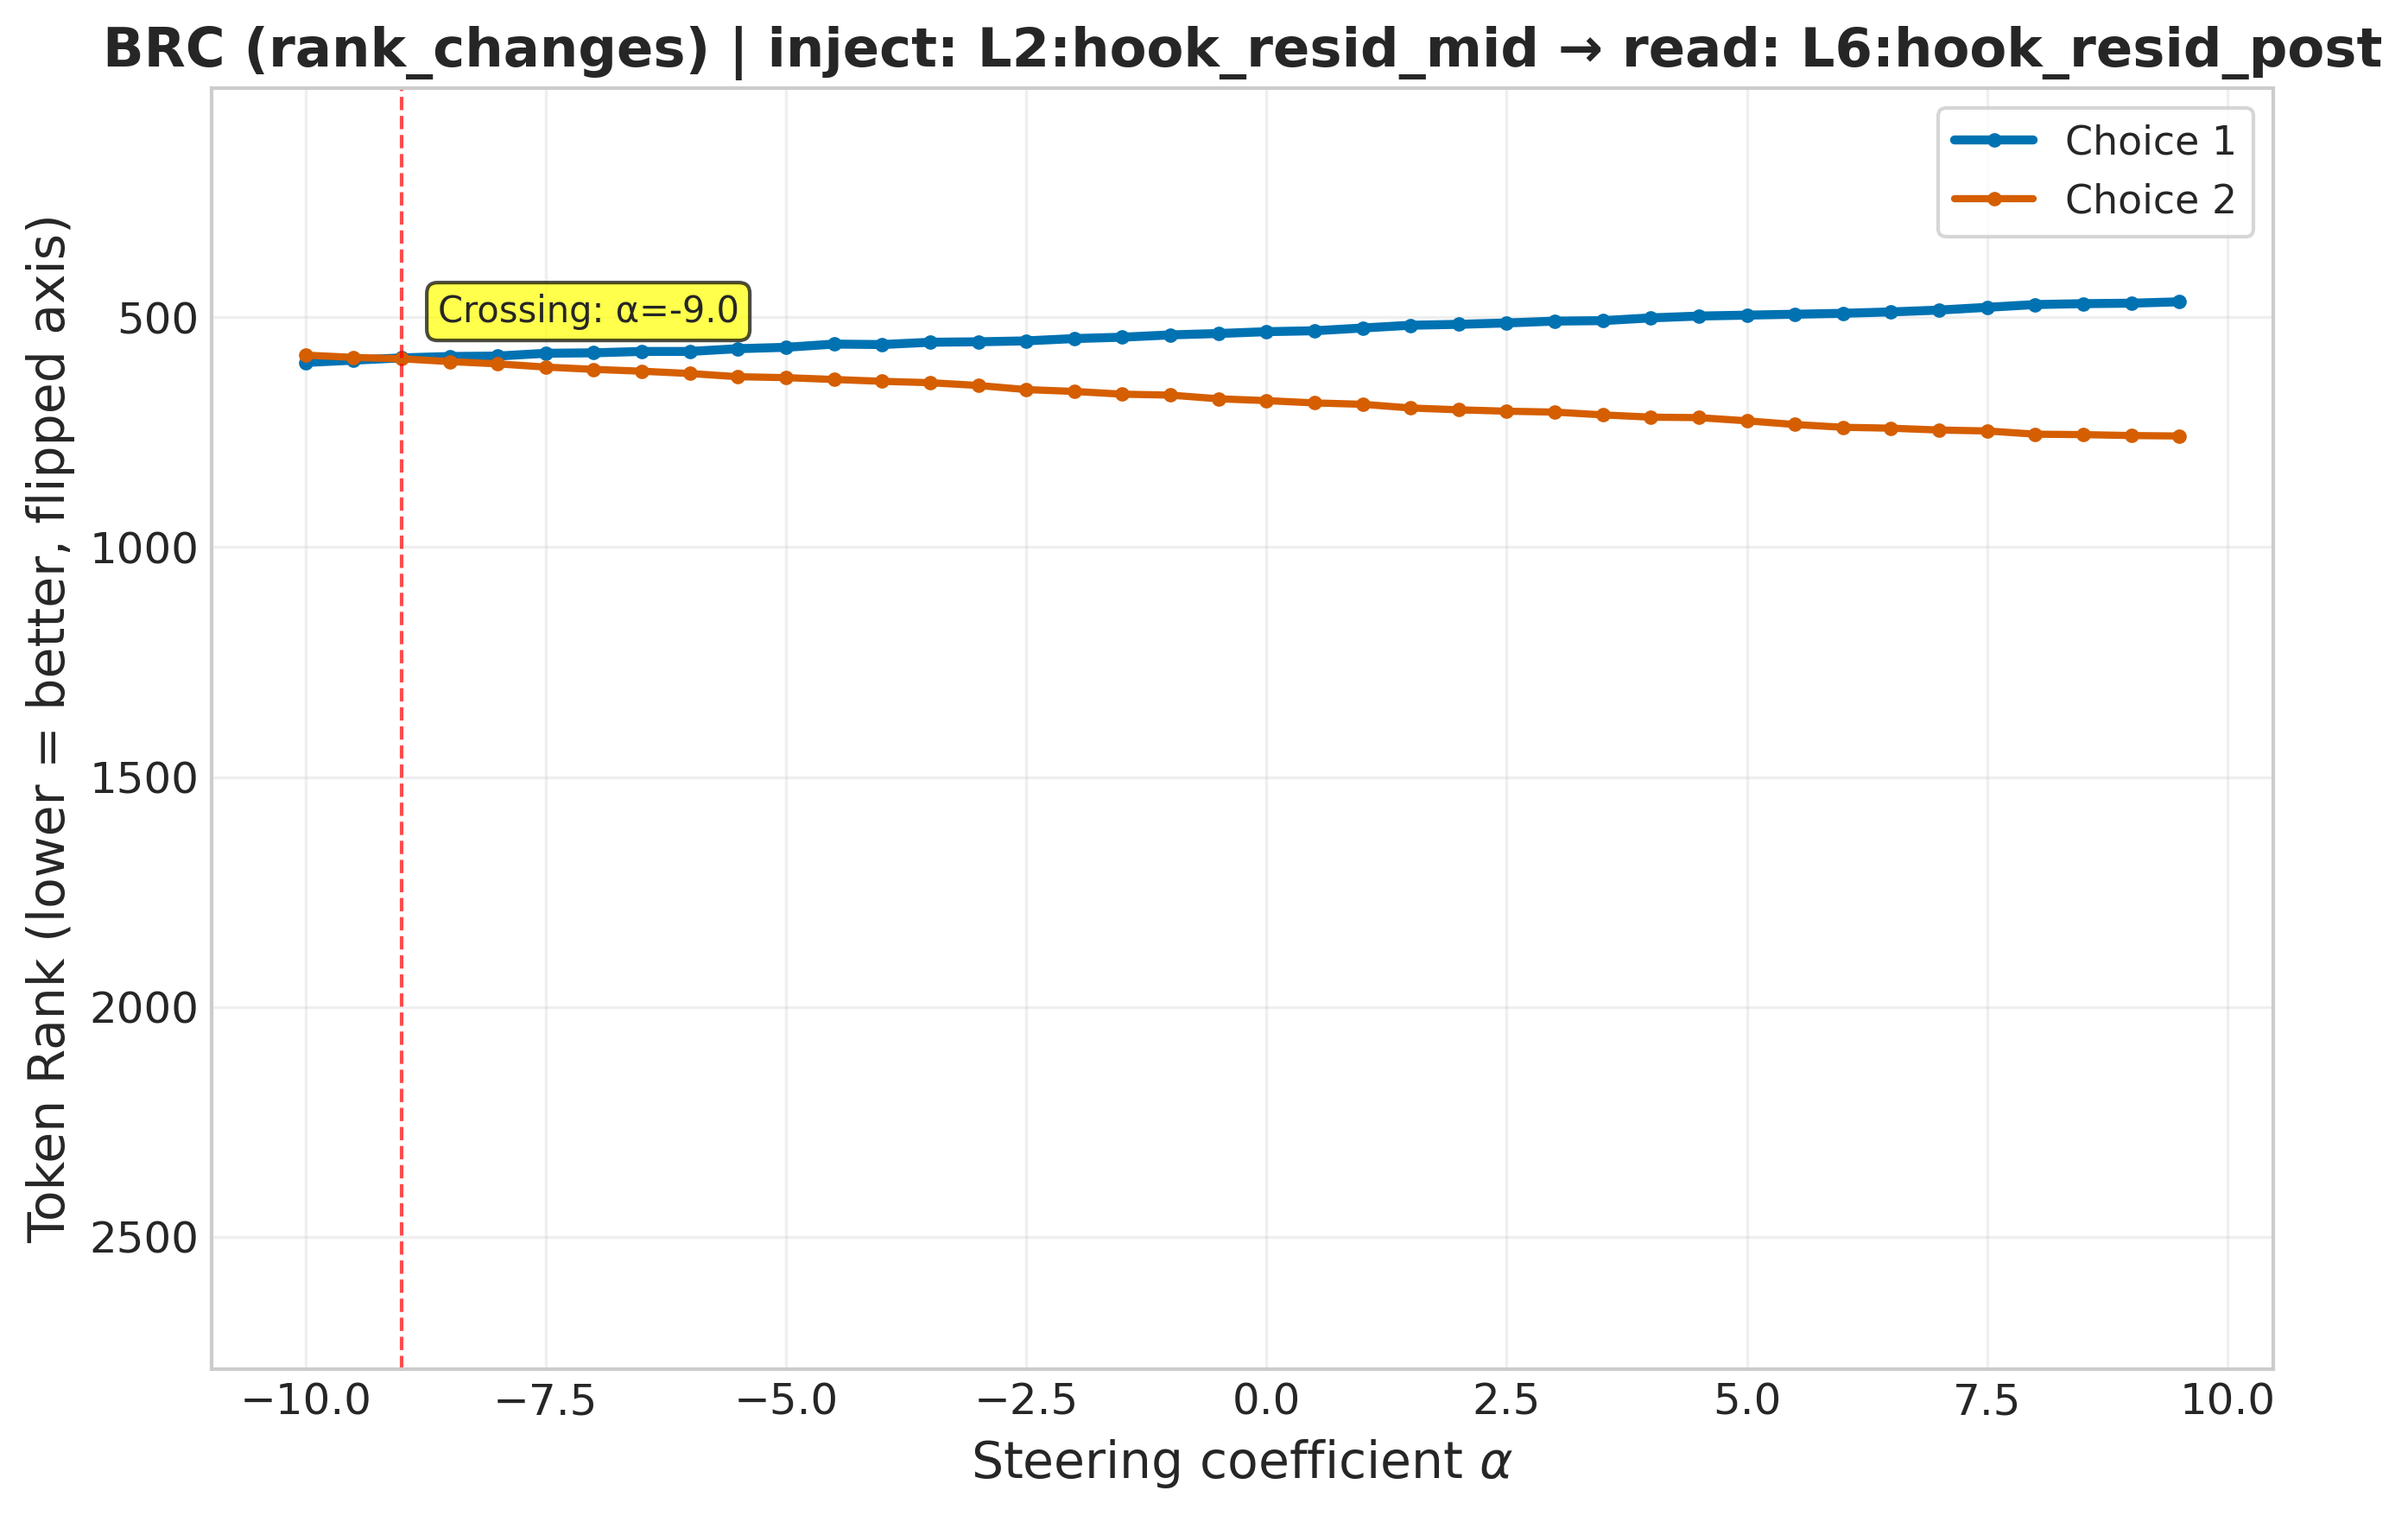 BRC (rank_changes) | inject: L2:hook_resid_mid → read: L6:hook_resid_post
Choice 1
Choice 2
Crossing: α=-9.0
Token Rank (lower = better, flipped axis)
500
1000
1500
2000
2500
−10.0 −7.5 −5.0 −2.5 0.0 2.5 5.0 7.5 10.0
Steering coefficient α